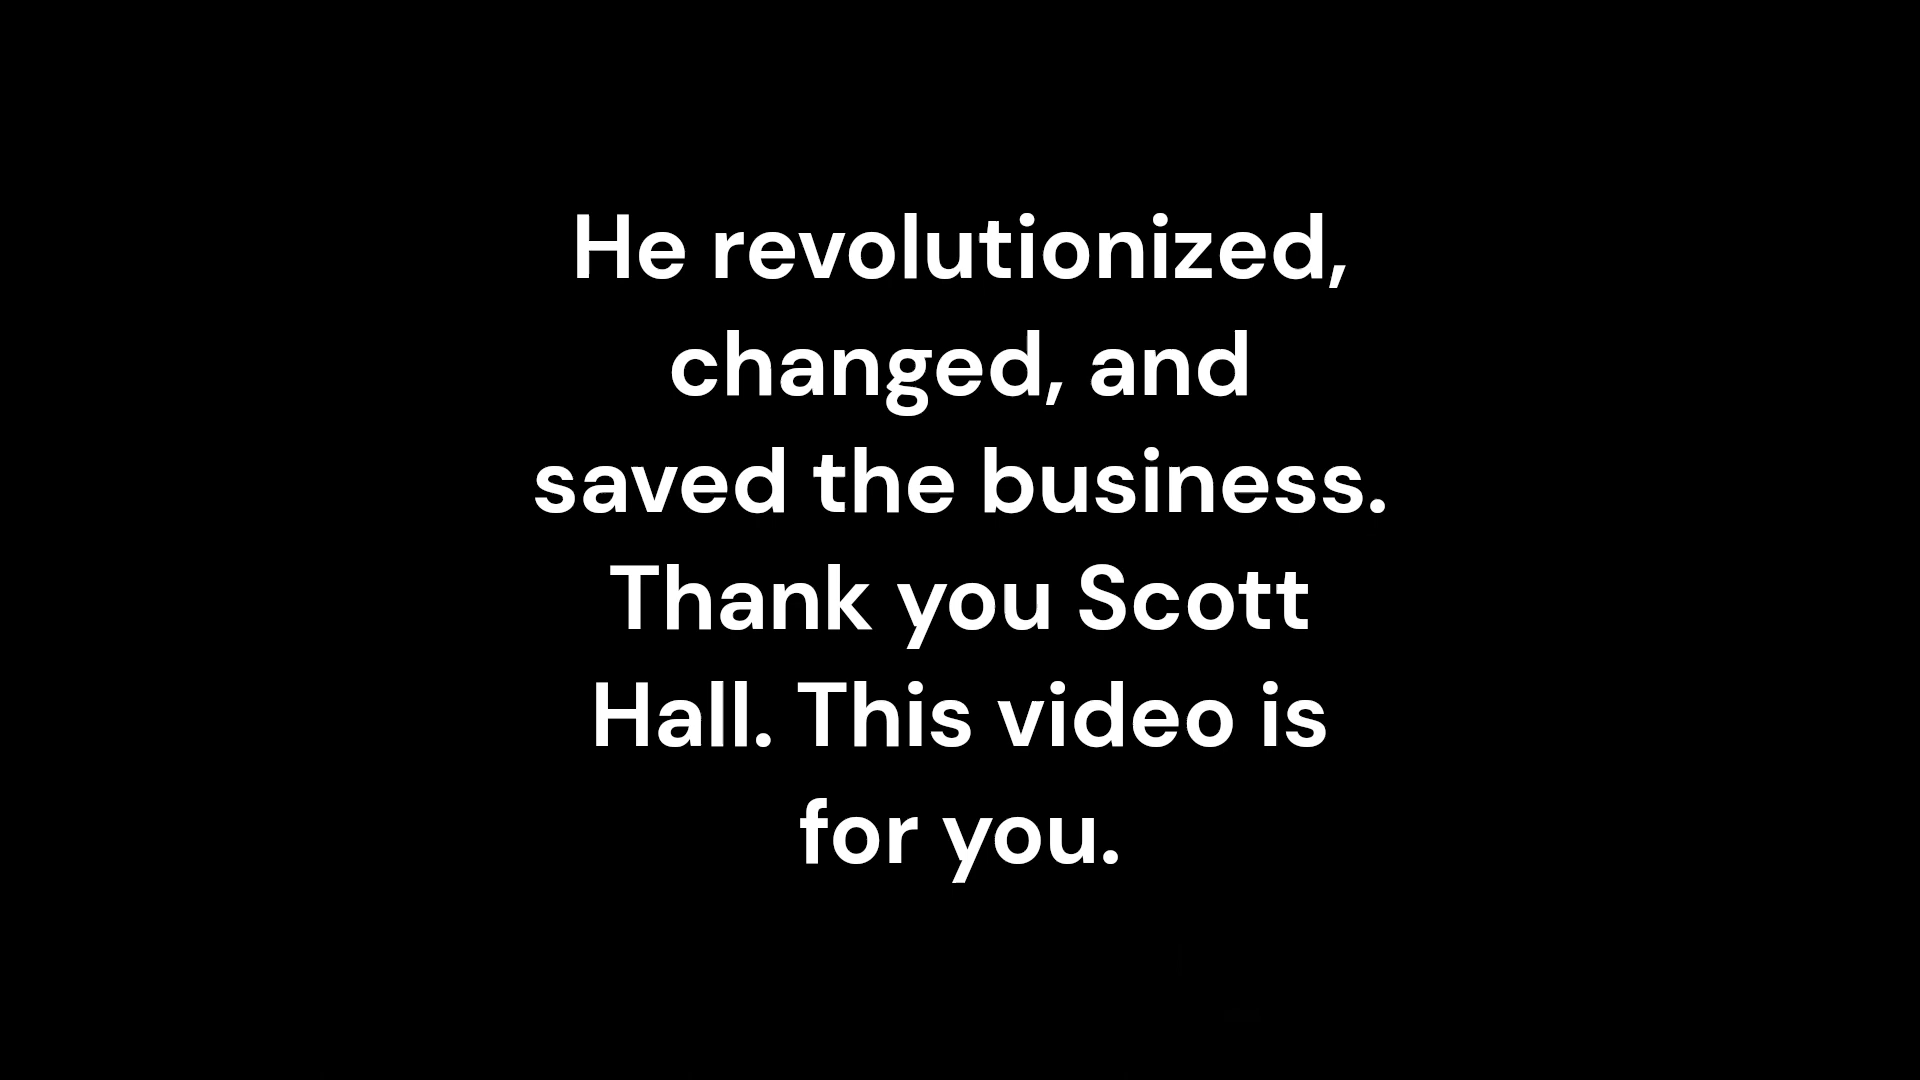 He revolutionized,
changed, and
saved the business.
Thank you Scott
Hall. This video is
for you.